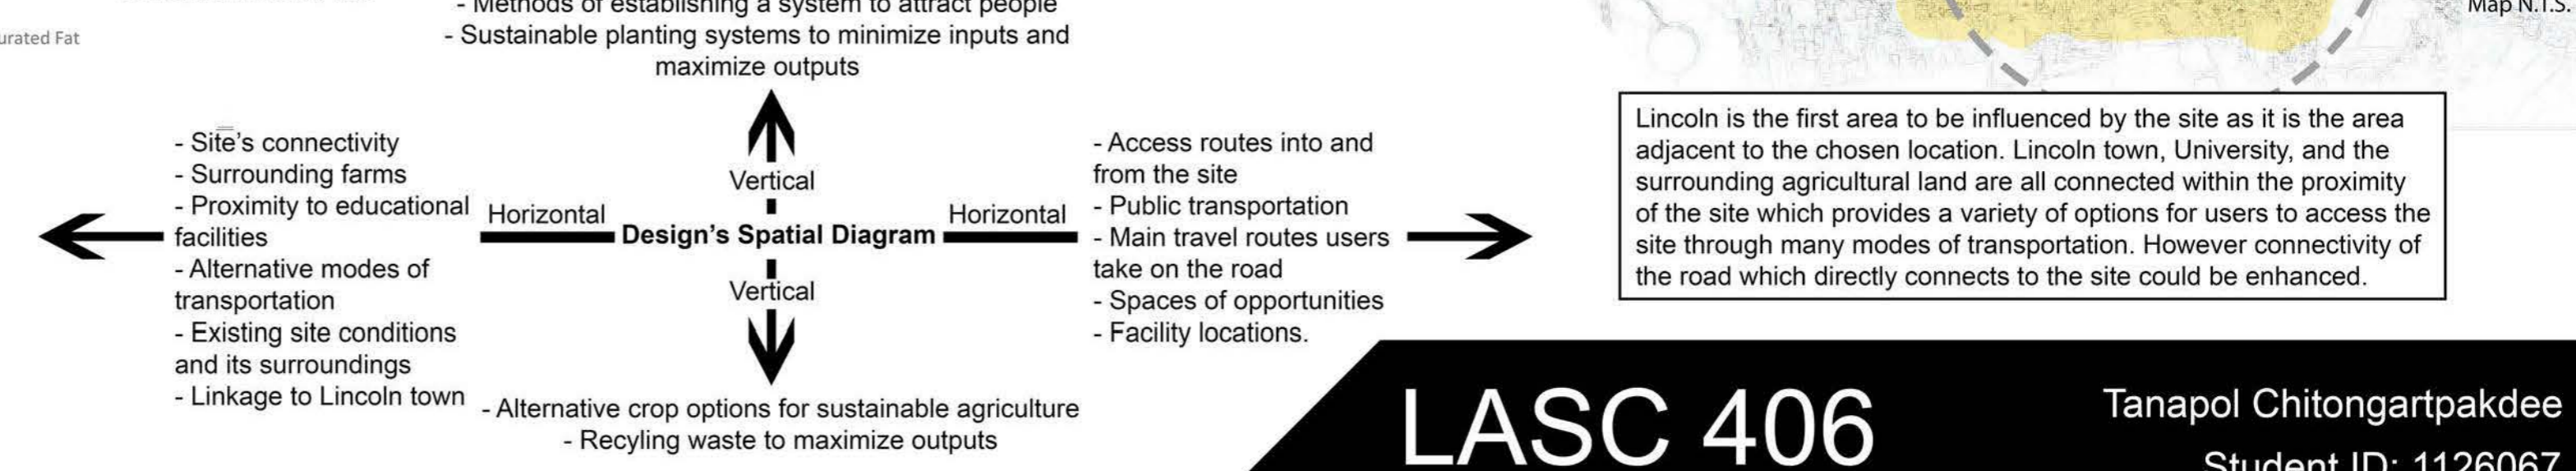 - Methods of establishing a system to attract people
- Sustainable planting systems to minimize inputs and
maximize outputs
urated Fat
Map N.T.S.
- Site's connectivity
- Surrounding farms
- Proximity to educational
facilities
- Alternative modes of
transportation
- Existing site conditions
and its surroundings
- Linkage to Lincoln town
Vertical
Horizontal
Design's Spatial Diagram
Horizontal
Vertical
- Access routes into and
from the site
- Public transportation
- Main travel routes users
take on the road
- Spaces of opportunities
- Facility locations.
- Alternative crop options for sustainable agriculture
- Recyling waste to maximize outputs
Lincoln is the first area to be influenced by the site as it is the area
adjacent to the chosen location. Lincoln town, University, and the
surrounding agricultural land are all connected within the proximity
of the site which provides a variety of options for users to access the
site through many modes of transportation. However connectivity of
the road which directly connects to the site could be enhanced.
LASC 406
Tanapol Chitongartpakdee
Student ID: 1126067